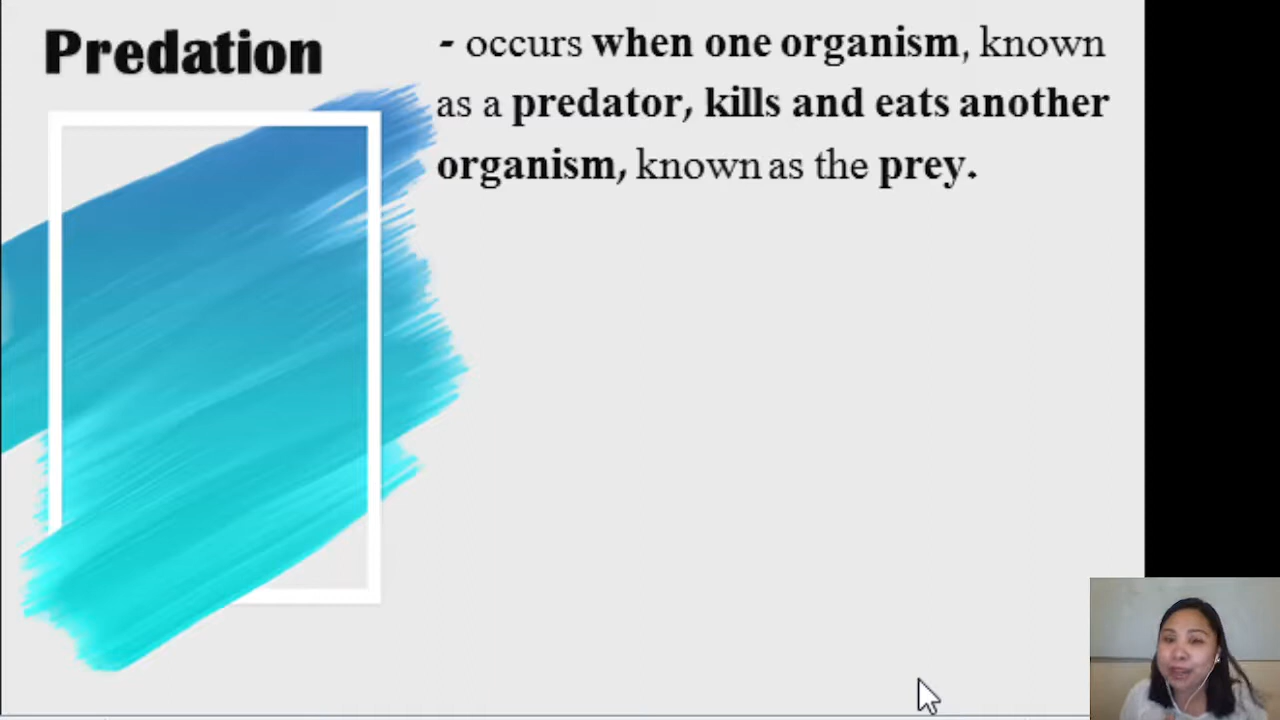 Predation
- occurs when one organism, known
as a predator, kills and eats another
organism, known as the prey.